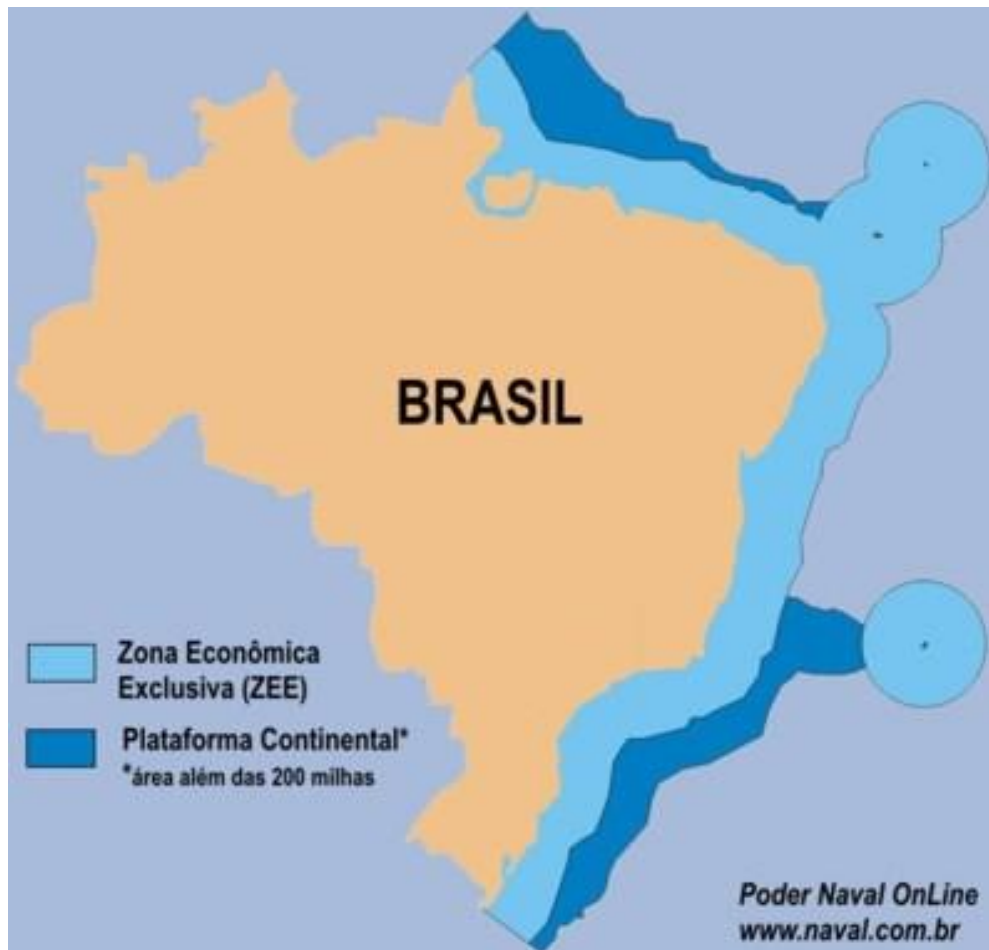 BRASIL
Zona Econômica
Exclusiva (ZEE)
Plataforma Continental*
*área além das 200 milhas
Poder Naval OnLine
www.naval.com.br